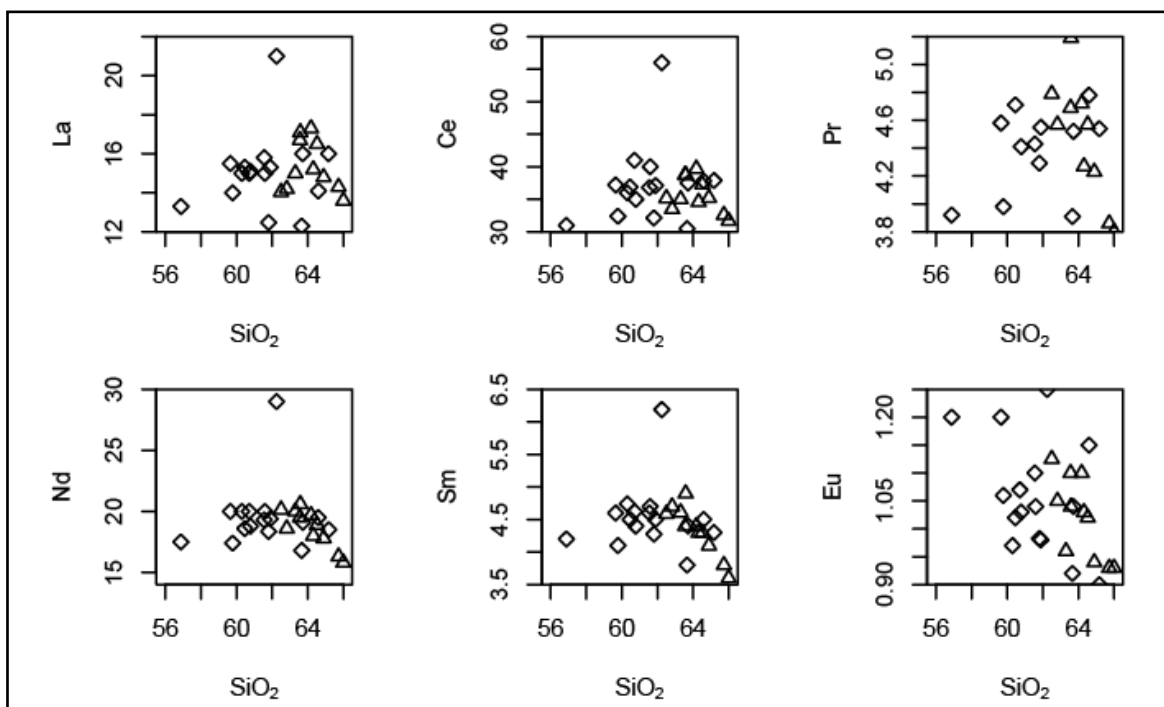 La
12 16 20
56 60 64
SiO₂
Ce
30 40 50 60
56 60 64
SiO₂
Pr
3.8 4.2 4.6 5.0
56 60 64
SiO₂
Nd
15 20 25 30
56 60 64
SiO₂
Sm
3.5 4.5 5.5 6.5
56 60 64
SiO₂
Eu
0.90 1.05 1.20
56 60 64
SiO₂